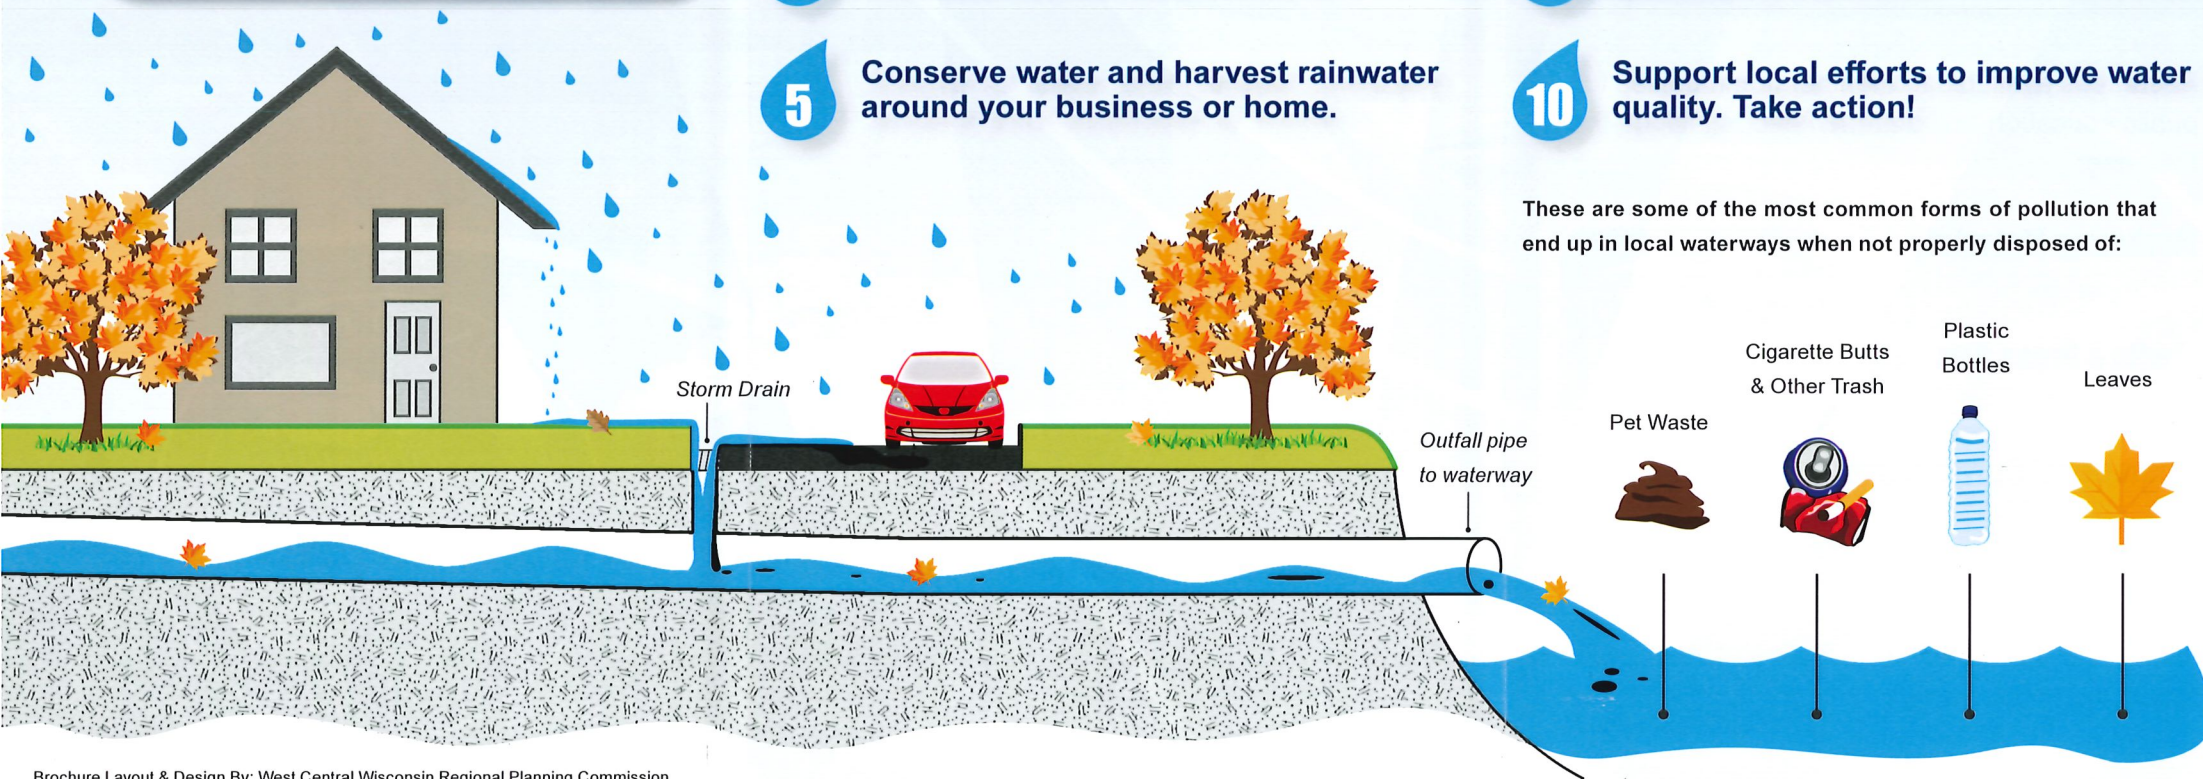 5
Conserve water and harvest rainwater
around your business or home.
10
Support local efforts to improve water
quality. Take action!
These are some of the most common forms of pollution that
end up in local waterways when not properly disposed of:
Storm Drain
Outfall pipe
to waterway
Pet Waste
Cigarette Butts
& Other Trash
Plastic
Bottles
Leaves
Brochure Layout & Design By: West Central Wisconsin Regional Planning Commission